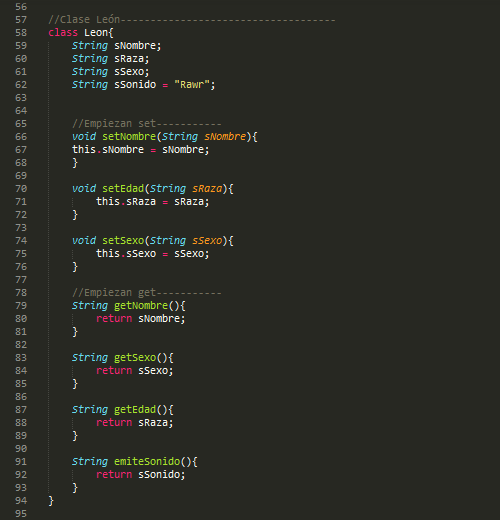 56
57 //Clase León------------------------------------
58 class Leon{
59     String sNombre;
60     String sRaza;
61     String sSexo;
62     String sSonido = "Rawr";
63
64
65     //Empiezan set-----------
66     void setNombre(String sNombre){
67     this.sNombre = sNombre;
68     }
69
70     void setEdad(String sRaza){
71         this.sRaza = sRaza;
72     }
73
74     void setSexo(String sSexo){
75         this.sSexo = sSexo;
76     }
77
78     //Empiezan get-----------
79     String getNombre(){
80         return sNombre;
81     }
82
83     String getSexo(){
84         return sSexo;
85     }
86
87     String getEdad(){
88         return sRaza;
89     }
90
91     String emiteSonido(){
92         return sSonido;
93     }
94 }
95